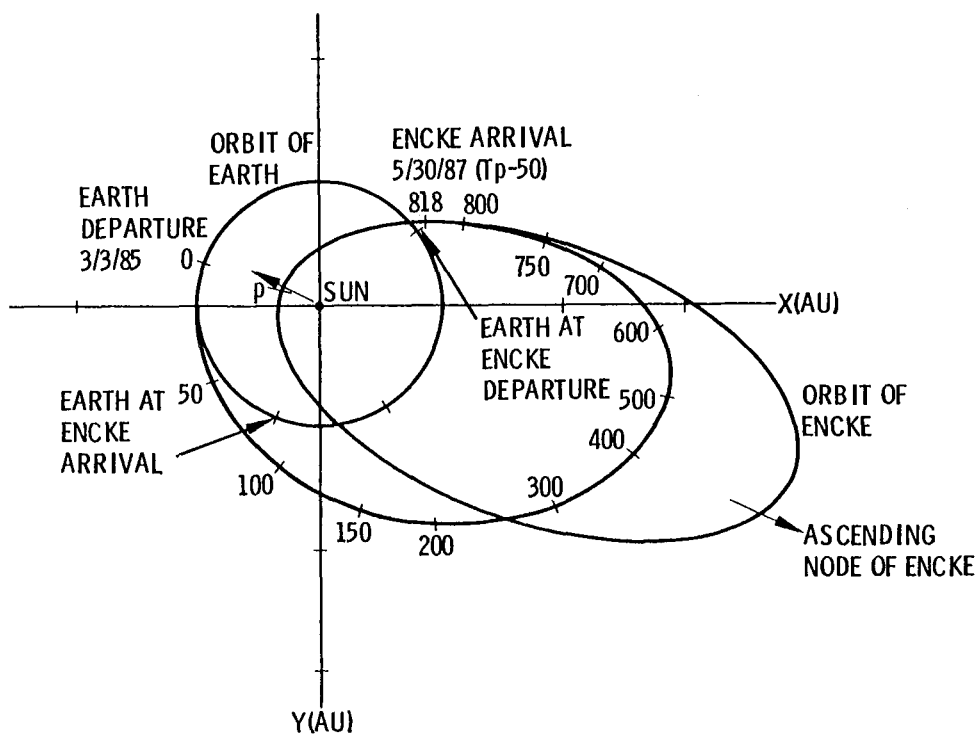 ORBIT OF
EARTH
ENCKE ARRIVAL
5/30/87 (Tp-50)
EARTH
DEPARTURE
3/3/85
0
818
800
750
700
p
SUN
X(AU)
600
EARTH AT
ENCKE
DEPARTURE
50
EARTH AT
ENCKE
ARRIVAL
500
ORBIT OF
ENCKE
400
100
300
150
200
ASCENDING
NODE OF ENCKE
Y(AU)